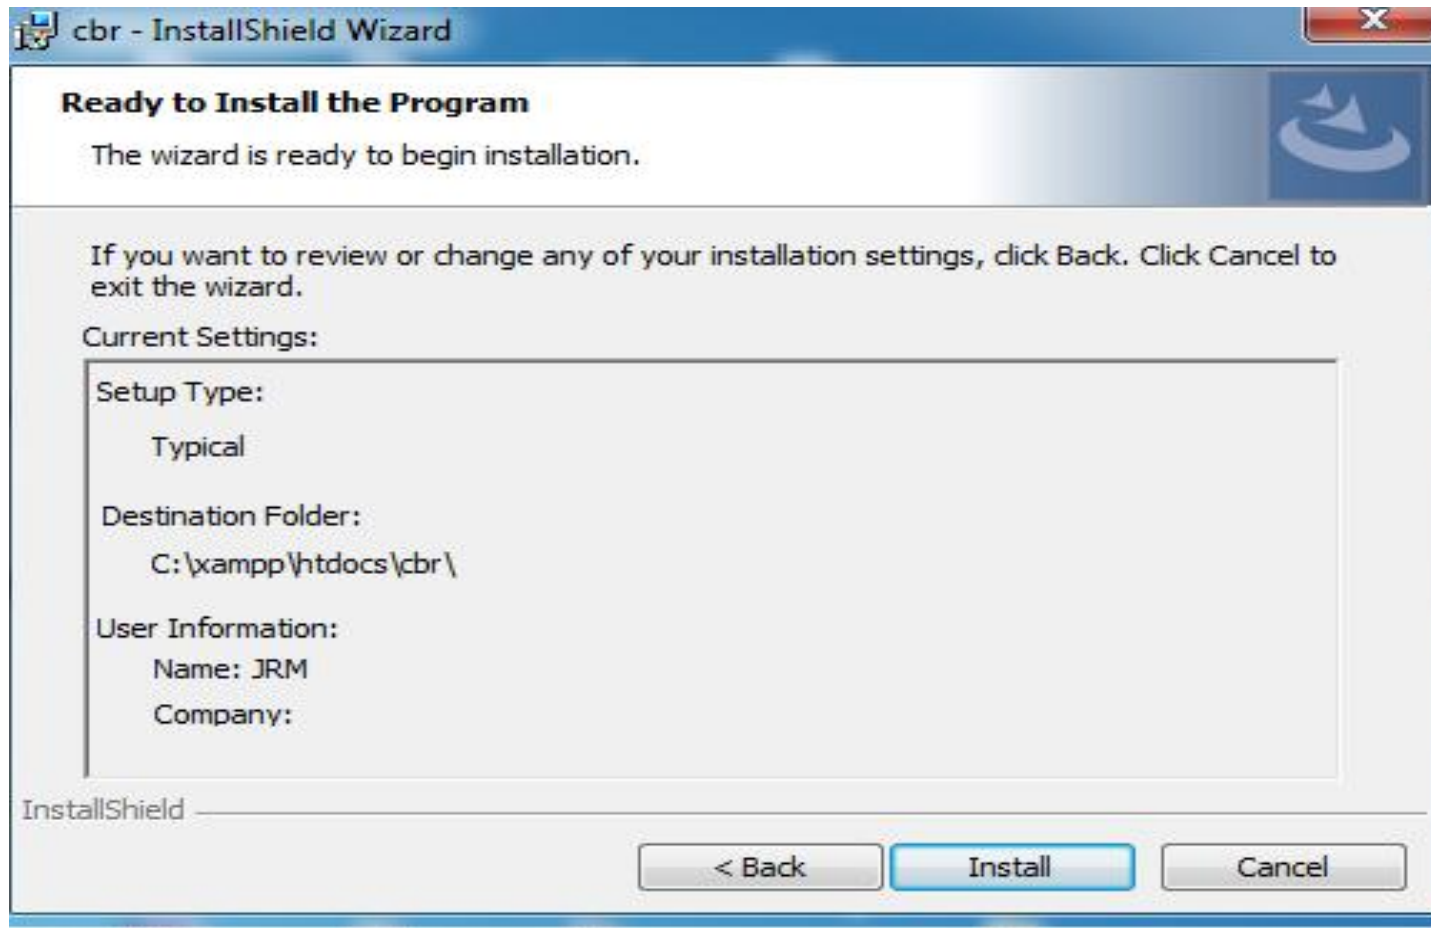 cbr - InstallShield Wizard
Ready to Install the Program
The wizard is ready to begin installation.
If you want to review or change any of your installation settings, click Back. Click Cancel to
exit the wizard.
Current Settings:
Setup Type:
Typical
Destination Folder:
C:\xampp\htdocs\cbr\
User Information:
Name: JRM
Company:
InstallShield
< Back
Install
Cancel